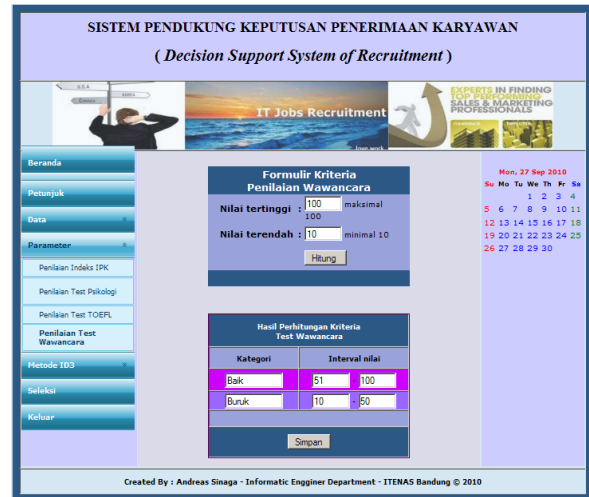 SISTEM PENDUKUNG KEPUTUSAN PENERIMAAN KARYAWAN
( Decision Support System of Recruitment )
U.S.A.
IT Jobs Recruitment
EXPERTS IN FINDING
TOP PERFORMING
SALES & MARKETING
PROFESSIONALS
Beranda
Petunjuk
Data
Parameter
Penilaian Indeks IPK
Penilaian Test Psikologi
Penilaian Test TOEFL
Penilaian Test
Wawancara
Metode ID3
Seleksi
Keluar
Formulir Kriteria
Penilaian Wawancara
Nilai tertinggi : 100 maksimal
100
Nilai terendah : 10 minimal 10
Hitung
Hasil Perhitungan Kriteria
Test Wawancara
Kategori Interval nilai
Baik 51 - 100
Buruk 10 - 50
Simpan
Mon, 27 Sep 2010
Su Mo Tu We Th Fr Sa
1 2 3 4
5 6 7 8 9 10 11
12 13 14 15 16 17 18
19 20 21 22 23 24 25
26 27 28 29 30
Created By : Andreas Sinaga - Informatic Engginer Department - ITENAS Bandung © 2010